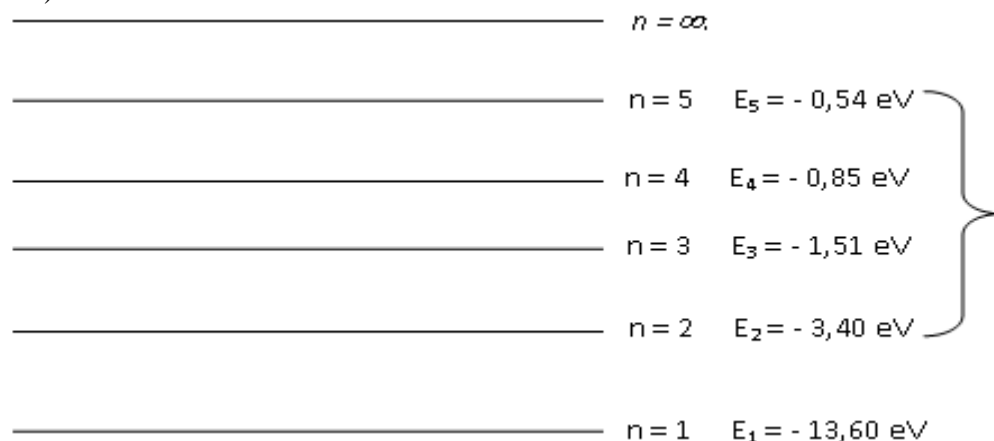 n = ∞.
n = 5 E₅ = - 0,54 eV
n = 4 E₄ = - 0,85 eV
n = 3 E₃ = - 1,51 eV
n = 2 E₂ = - 3,40 eV
n = 1 E₁ = - 13,60 eV